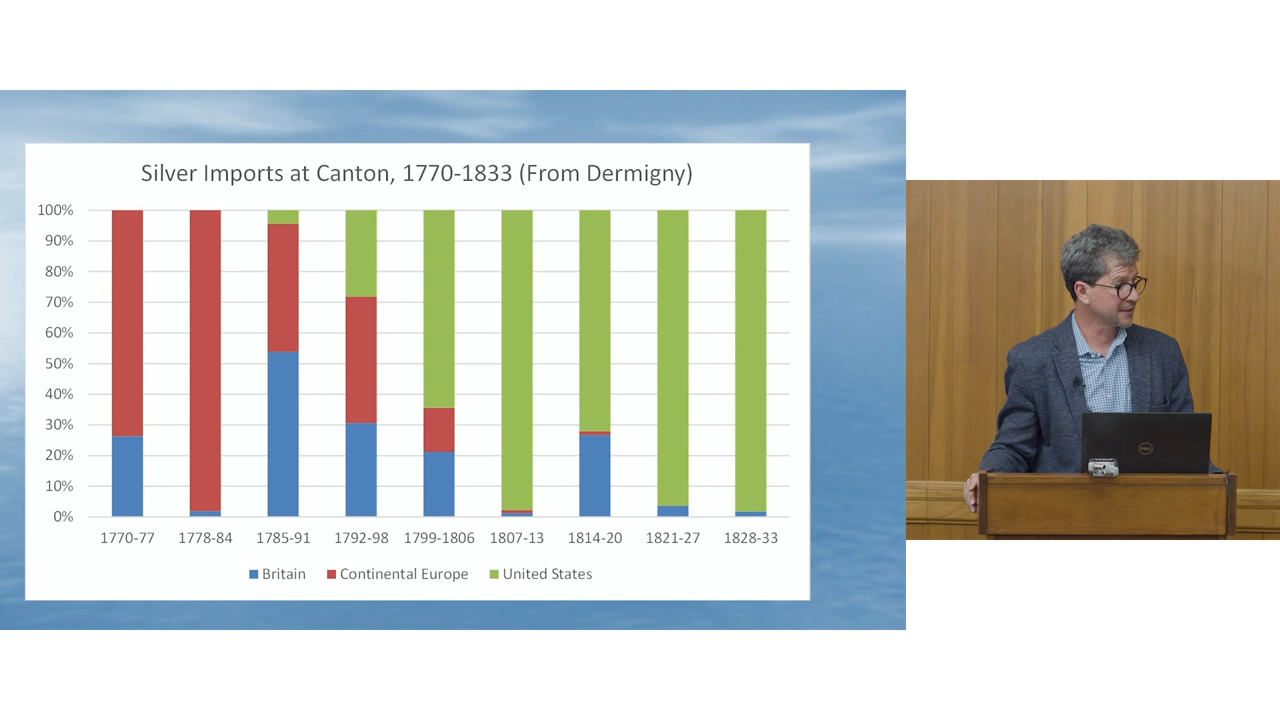 Silver Imports at Canton, 1770-1833 (From Dermigny)
100%
90%
80%
70%
60%
50%
40%
30%
20%
10%
0%
1770-77 1778-84 1785-91 1792-98 1799-1806 1807-13 1814-20 1821-27 1828-33
Britain Continental Europe United States
DELL